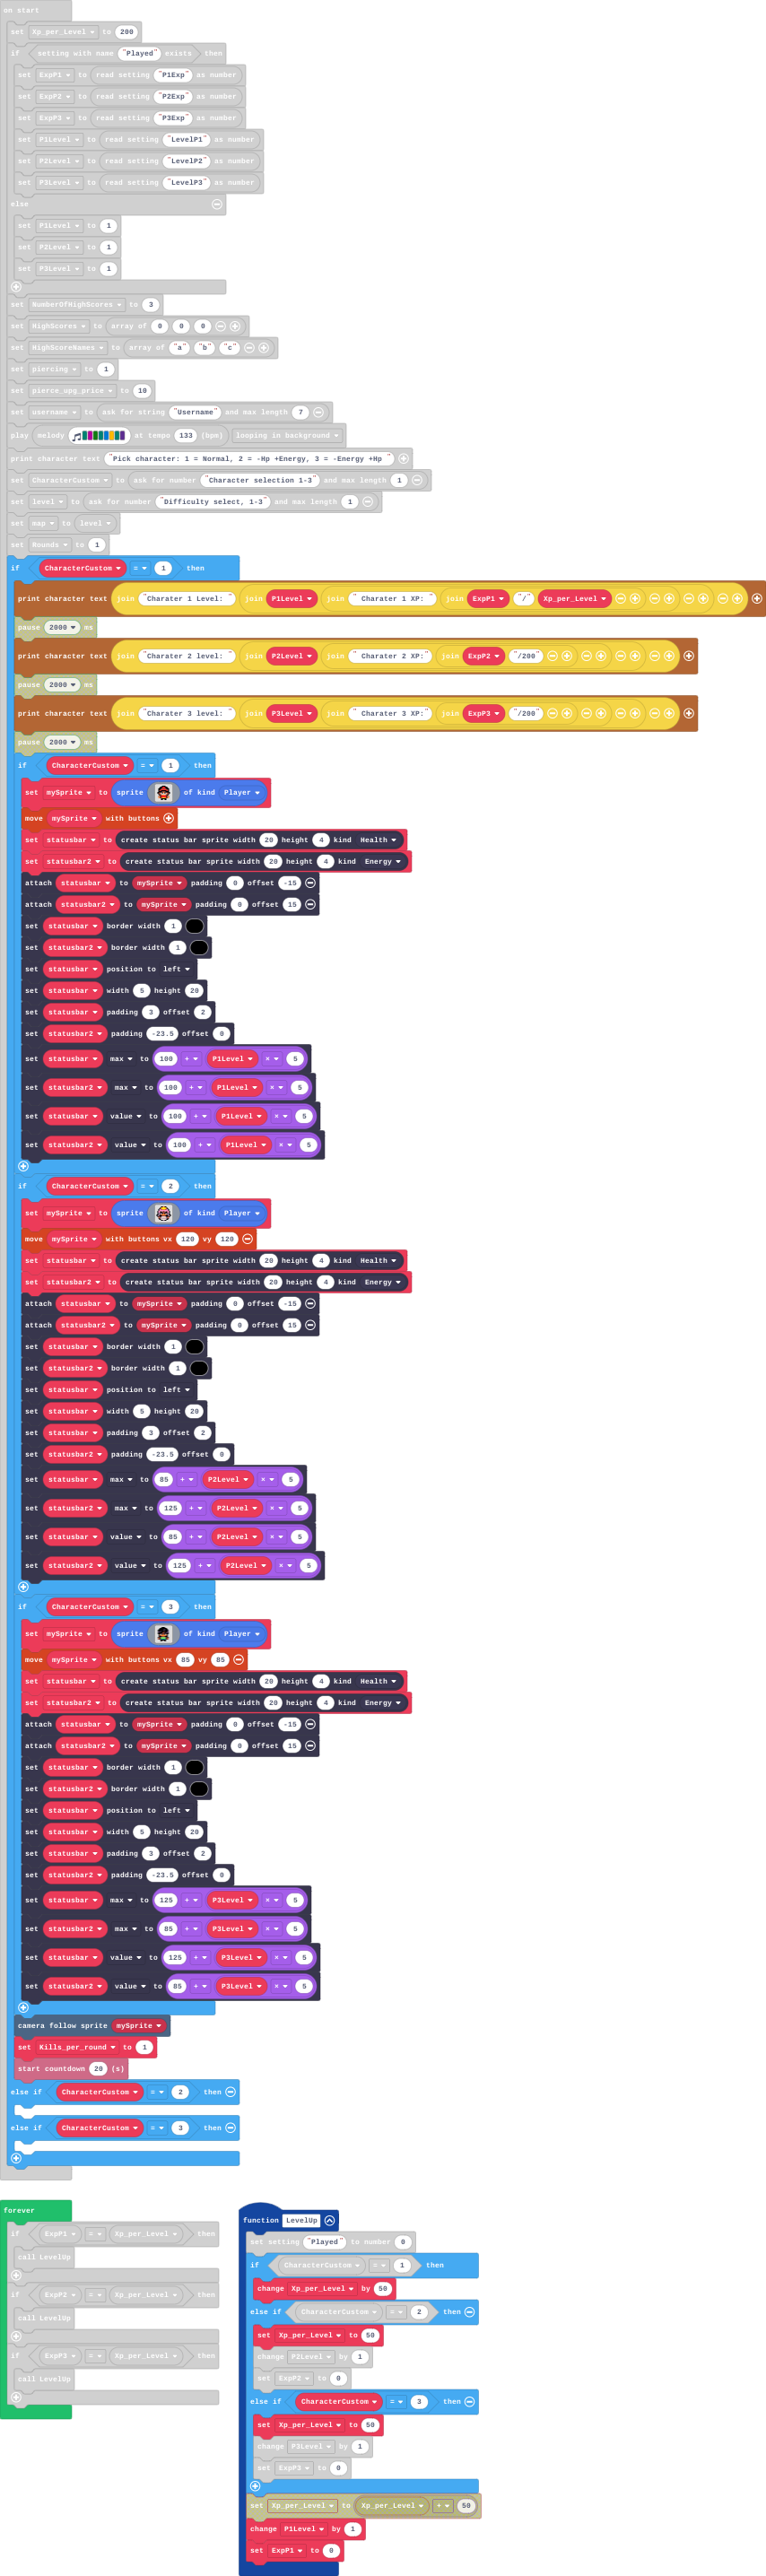 on start
set Xp_per_Level to 200
if setting with name "Played" exists then
set ExpP1 to read setting "P1Exp" as number
set ExpP2 to read setting "P2Exp" as number
set ExpP3 to read setting "P3Exp" as number
set P1Level to read setting "LevelP1" as number
set P2Level to read setting "LevelP2" as number
set P3Level to read setting "LevelP3" as number
else
set P1Level to 1
set P2Level to 1
set P3Level to 1
set NumberOfHighScores to 3
set HighScores to array of 0 0 0
set HighScoreNames to array of "a" "b" "c"
set piercing to 1
set pierce_upg_price to 10
set username to ask for string "Username" and max length 7
play melody at tempo 133 (bpm) looping in background
print character text "Pick character: 1 = Normal, 2 = -Hp +Energy, 3 = -Energy +Hp "
set CharacterCustom to ask for number "Character selection 1-3" and max length 1
set level to ask for number "Difficulty select, 1-3" and max length 1
set map to level
set Rounds to 1
if CharacterCustom = 1 then
print character text join "Charater 1 Level: " join P1Level join " Charater 1 XP: " join ExpP1 "/" Xp_per_Level
pause 2000 ms
print character text join "Charater 2 level: " join P2Level join " Charater 2 XP: " join ExpP2 "/200"
pause 2000 ms
print character text join "Charater 3 level: " join P3Level join " Charater 3 XP: " join ExpP3 "/200"
pause 2000 ms
if CharacterCustom = 1 then
set mySprite to sprite of kind Player
move mySprite with buttons
set statusbar to create status bar sprite width 20 height 4 kind Health
set statusbar2 to create status bar sprite width 20 height 4 kind Energy
attach statusbar to mySprite padding 0 offset -15
attach statusbar2 to mySprite padding 0 offset 15
set statusbar border width 1
set statusbar2 border width 1
set statusbar position to left
set statusbar width 5 height 20
set statusbar padding 3 offset 2
set statusbar2 padding -23.5 offset 0
set statusbar max to 100 + P1Level × 5
set statusbar2 max to 100 + P1Level × 5
set statusbar value to 100 + P1Level × 5
set statusbar2 value to 100 + P1Level × 5
if CharacterCustom = 2 then
set mySprite to sprite of kind Player
move mySprite with buttons vx 120 vy 120
set statusbar to create status bar sprite width 20 height 4 kind Health
set statusbar2 to create status bar sprite width 20 height 4 kind Energy
attach statusbar to mySprite padding 0 offset -15
attach statusbar2 to mySprite padding 0 offset 15
set statusbar border width 1
set statusbar2 border width 1
set statusbar position to left
set statusbar width 5 height 20
set statusbar padding 3 offset 2
set statusbar2 padding -23.5 offset 0
set statusbar max to 85 + P2Level × 5
set statusbar2 max to 125 + P2Level × 5
set statusbar value to 85 + P2Level × 5
set statusbar2 value to 125 + P2Level × 5
if CharacterCustom = 3 then
set mySprite to sprite of kind Player
move mySprite with buttons vx 85 vy 85
set statusbar to create status bar sprite width 20 height 4 kind Health
set statusbar2 to create status bar sprite width 20 height 4 kind Energy
attach statusbar to mySprite padding 0 offset -15
attach statusbar2 to mySprite padding 0 offset 15
set statusbar border width 1
set statusbar2 border width 1
set statusbar position to left
set statusbar width 5 height 20
set statusbar padding 3 offset 2
set statusbar2 padding -23.5 offset 0
set statusbar max to 125 + P3Level × 5
set statusbar2 max to 85 + P3Level × 5
set statusbar value to 125 + P3Level × 5
set statusbar2 value to 85 + P3Level × 5
camera follow sprite mySprite
set Kills_per_round to 1
start countdown 20 (s)
else if CharacterCustom = 2 then
else if CharacterCustom = 3 then
forever
if ExpP1 = Xp_per_Level then
call LevelUp
if ExpP2 = Xp_per_Level then
call LevelUp
if ExpP3 = Xp_per_Level then
call LevelUp
function LevelUp
set setting "Played" to number 0
if CharacterCustom = 1 then
change Xp_per_Level by 50
else if CharacterCustom = 2 then
set Xp_per_Level to 50
change P2Level by 1
set ExpP2 to 0
else if CharacterCustom = 3 then
set Xp_per_Level to 50
change P3Level by 1
set ExpP3 to 0
set Xp_per_Level to Xp_per_Level + 50
change P1Level by 1
set ExpP1 to 0